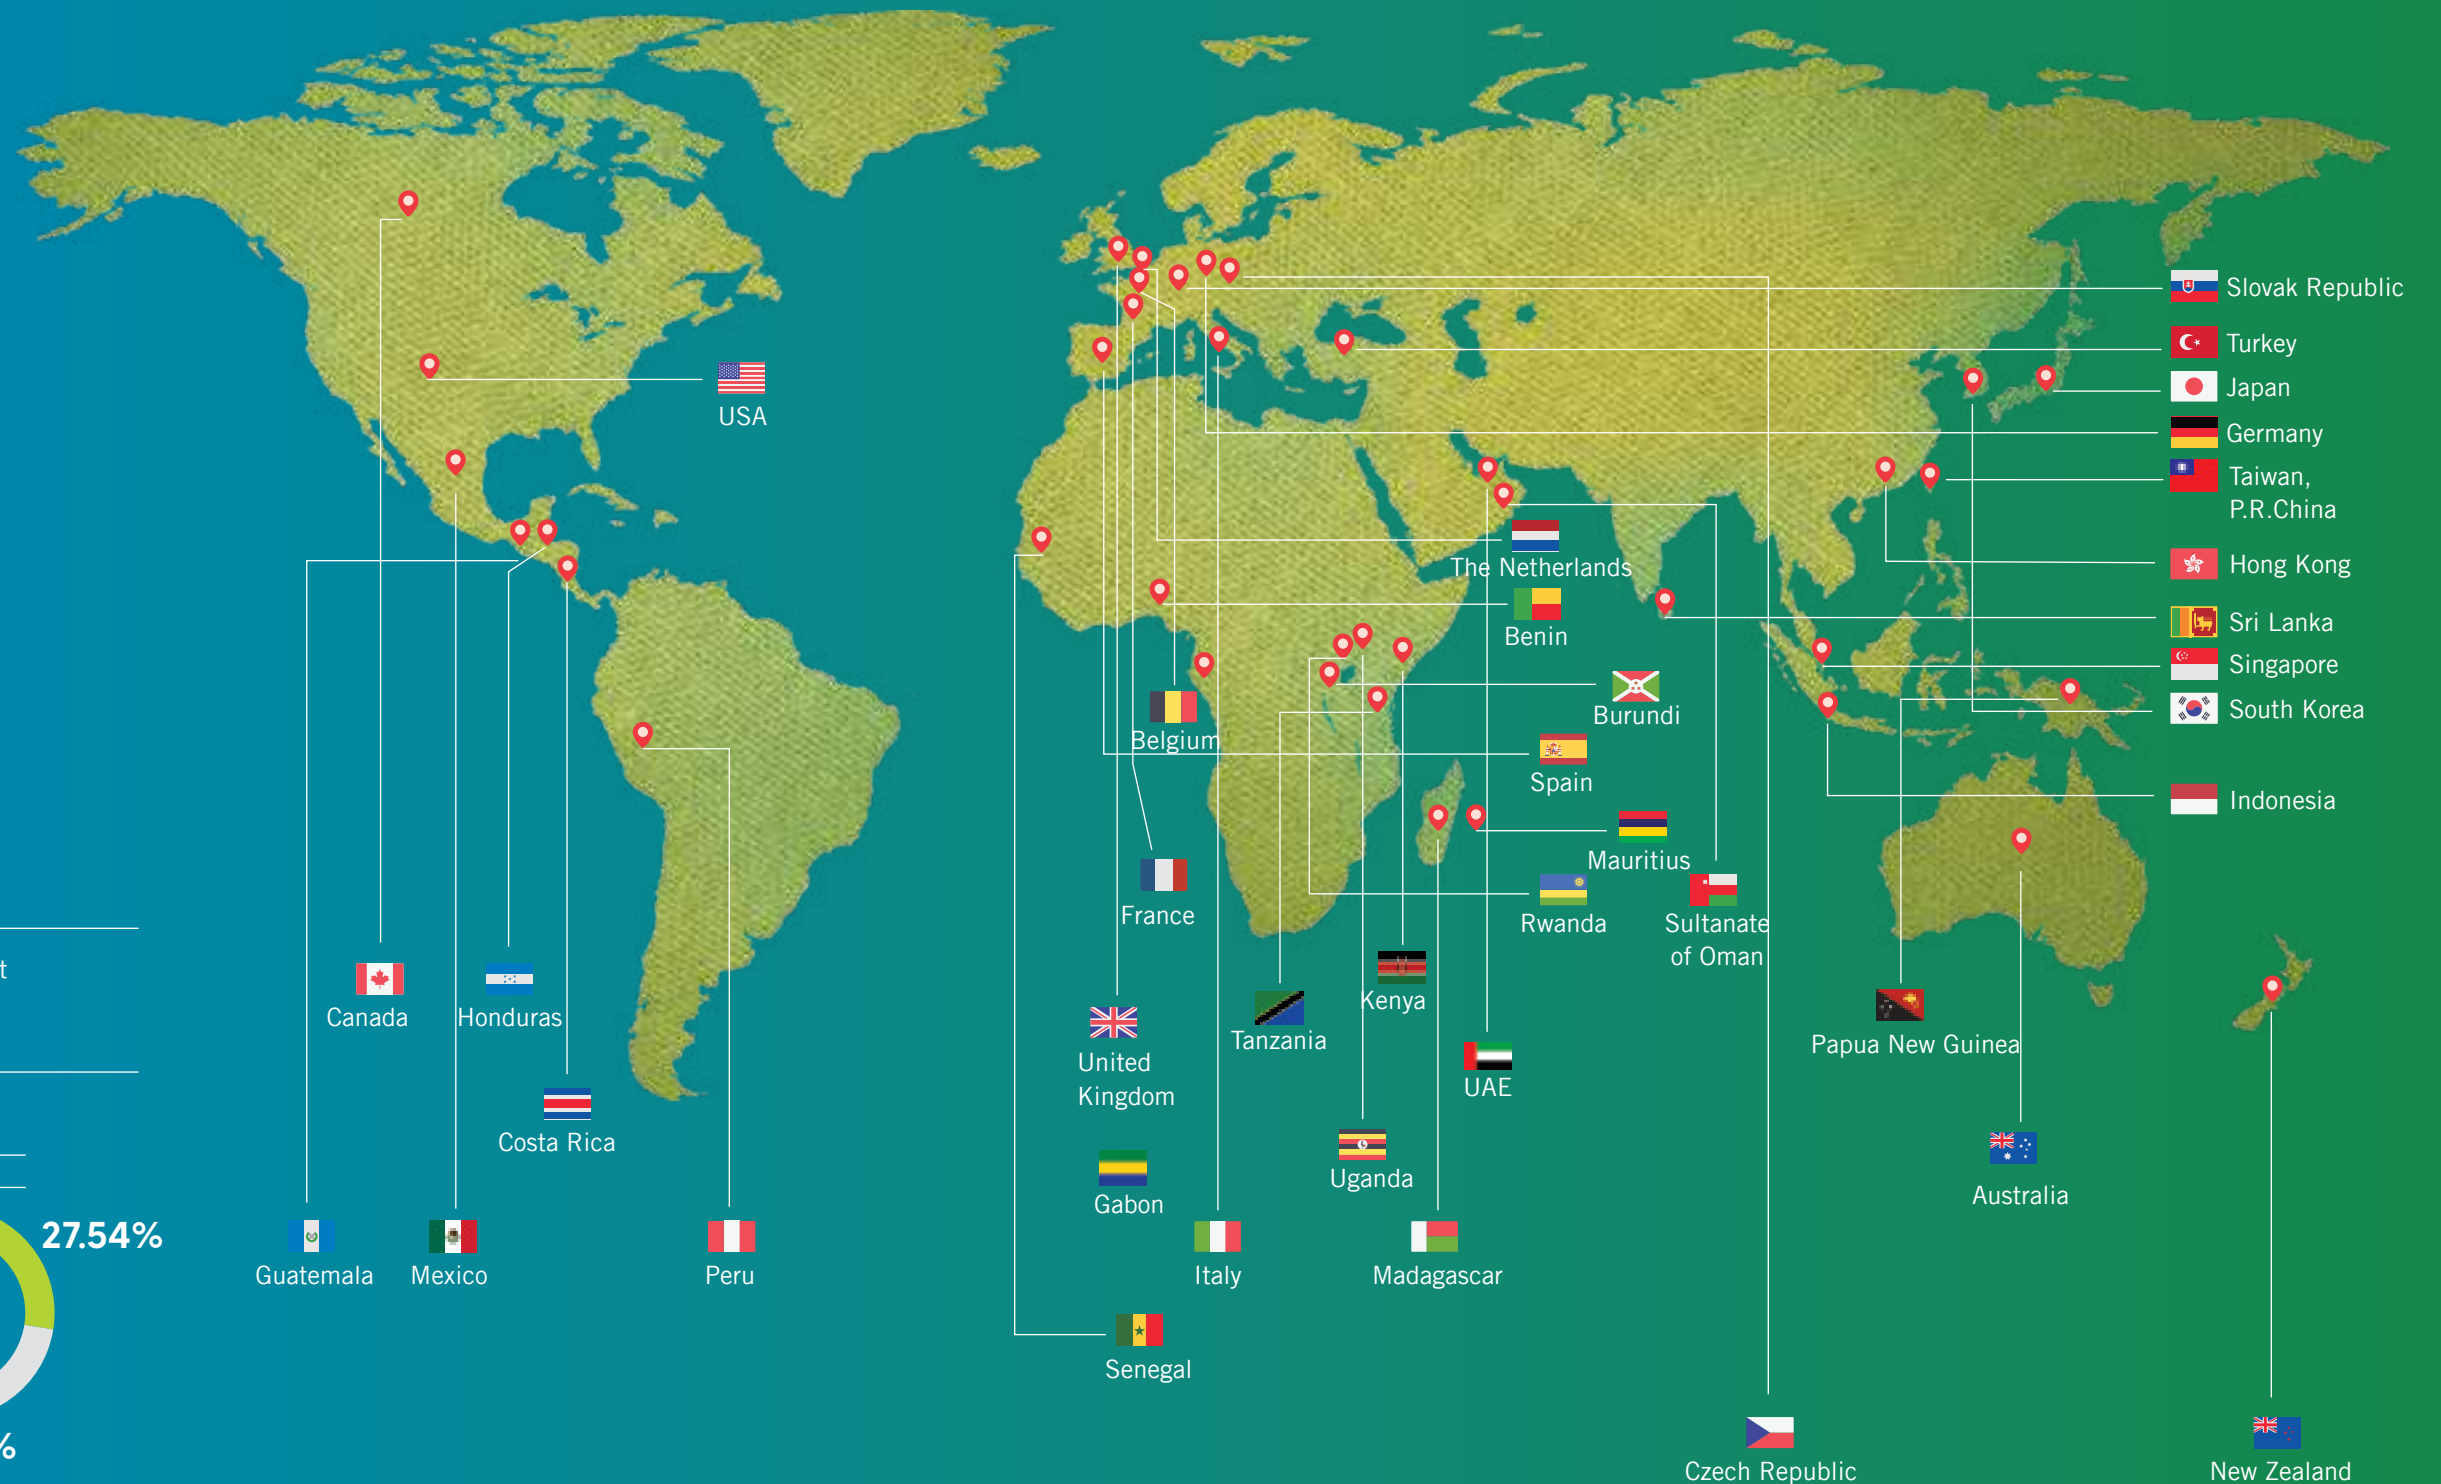 Slovak Republic
Turkey
Japan
USA
Germany
Taiwan,
P.R.China
The Netherlands
Hong Kong
Benin
Sri Lanka
Singapore
Burundi
South Korea
Belgium
Spain
Indonesia
Mauritius
France
Rwanda
Sultanate
of Oman
t
Canada
Honduras
Kenya
Tanzania
Papua New Guinea
United
Kingdom
UAE
Costa Rica
Uganda
Australia
Gabon
27.54%
Guatemala
Mexico
Peru
Italy
Madagascar
Senegal
%
Czech Republic
New Zealand